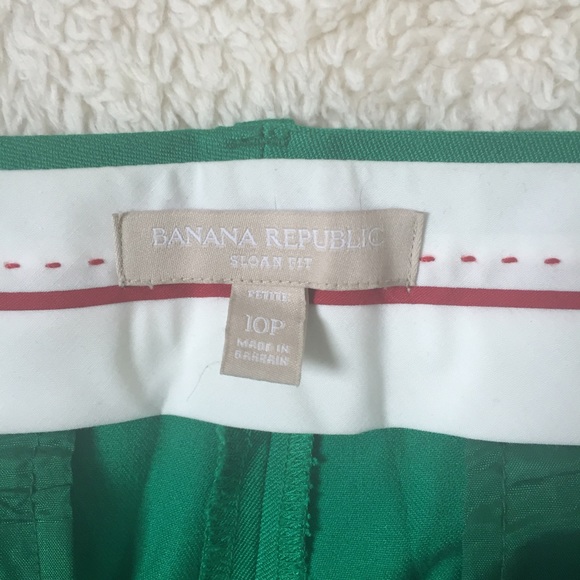 BANANA REPUBLIC
SLOAN FIT
PETITE
10P
MADE IN
BAHRAIN